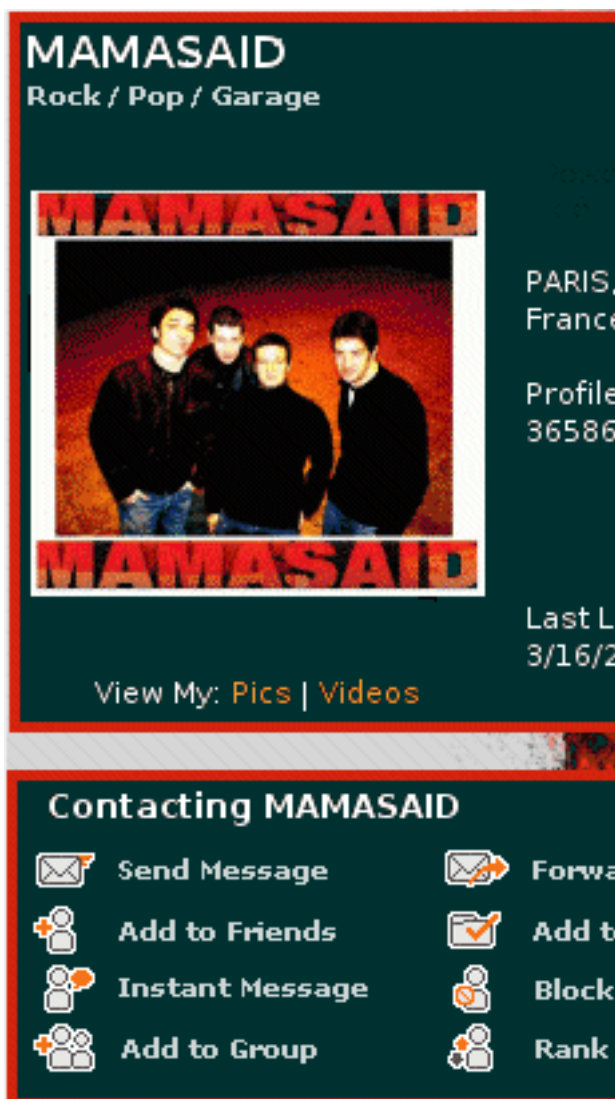 MAMASAID
Rock / Pop / Garage
MAMASAID
MAMASAID
PARIS,
France
Profile
36586
Last L
3/16/2
View My: Pics | Videos
Contacting MAMASAID
Send Message
Forwa
Add to Friends
Add to
Instant Message
Block
Add to Group
Rank